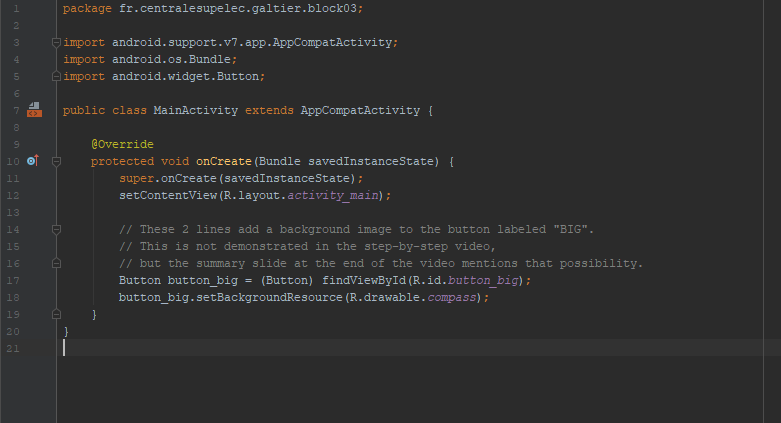 1 package fr.centralesupelec.galtier.block03;
2
3 import android.support.v7.app.AppCompatActivity;
4 import android.os.Bundle;
5 import android.widget.Button;
6
7 public class MainActivity extends AppCompatActivity {
8
9     @Override
10     protected void onCreate(Bundle savedInstanceState) {
11         super.onCreate(savedInstanceState);
12         setContentView(R.layout.activity_main);
13
14         // These 2 lines add a background image to the button labeled "BIG".
15         // This is not demonstrated in the step-by-step video,
16         // but the summary slide at the end of the video mentions that possibility.
17         Button button_big = (Button) findViewById(R.id.button_big);
18         button_big.setBackgroundResource(R.drawable.compass);
19     }
20 }
21